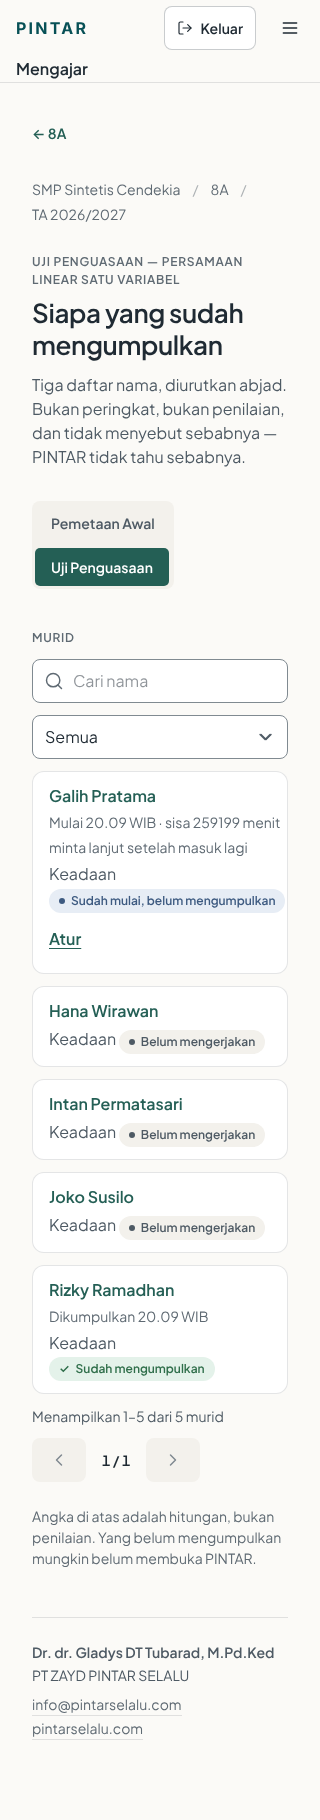 PINTAR
Keluar
Mengajar
← 8A
SMP Sintetis Cendekia / 8A /
TA 2026/2027
UJI PENGUASAAN — PERSAMAAN
LINEAR SATU VARIABEL
Siapa yang sudah
mengumpulkan
Tiga daftar nama, diurutkan abjad.
Bukan peringkat, bukan penilaian,
dan tidak menyebut sebabnya —
PINTAR tidak tahu sebabnya.
Pemetaan Awal
Uji Penguasaan
MURID
Cari nama
Semua
Galih Pratama
Mulai 20.09 WIB · sisa 259199 menit
minta lanjut setelah masuk lagi
Keadaan
Sudah mulai, belum mengumpulkan
Atur
Hana Wirawan
Keadaan Belum mengerjakan
Intan Permatasari
Keadaan Belum mengerjakan
Joko Susilo
Keadaan Belum mengerjakan
Rizky Ramadhan
Dikumpulkan 20.09 WIB
Keadaan
Sudah mengumpulkan
Menampilkan 1–5 dari 5 murid
1/1
Angka di atas adalah hitungan, bukan
penilaian. Yang belum mengumpulkan
mungkin belum membuka PINTAR.
Dr. dr. Gladys DT Tubarad, M.Pd.Ked
PT ZAYD PINTAR SELALU
info@pintarselalu.com
pintarselalu.com